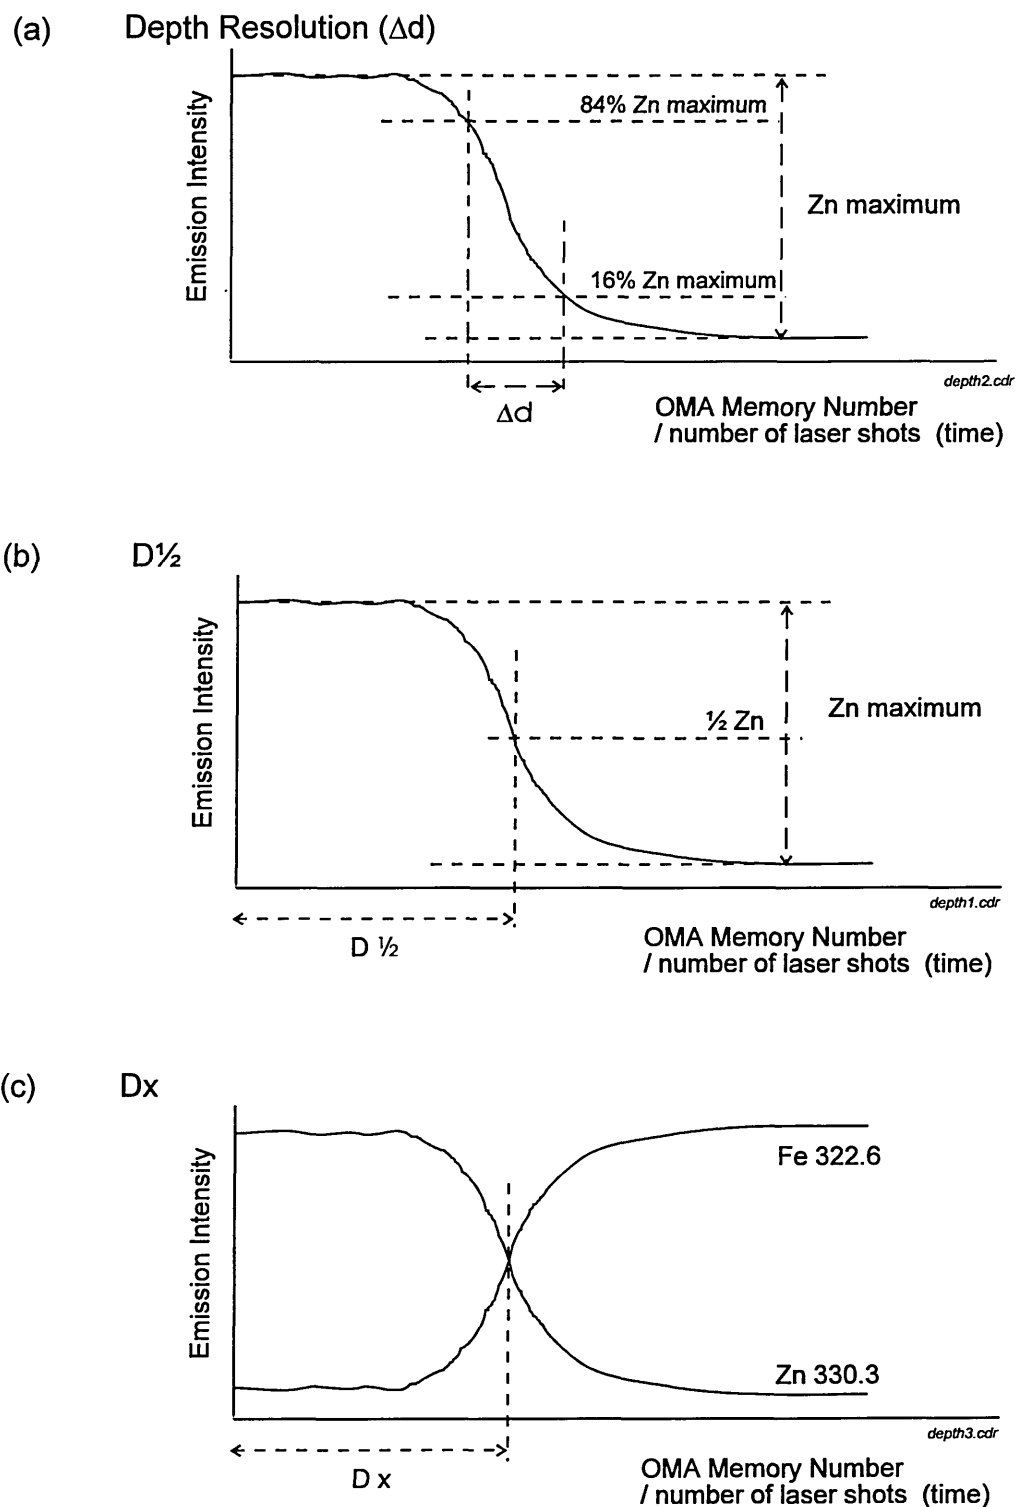 (a) Depth Resolution (Δd)
Emission Intensity
84% Zn maximum
Zn maximum
16% Zn maximum
depth2.cdr
Δd
OMA Memory Number
/ number of laser shots (time)
(b) D½
Emission Intensity
½ Zn
Zn maximum
depth1.cdr
D ½
OMA Memory Number
/ number of laser shots (time)
(c) Dx
Emission Intensity
Fe 322.6
Zn 330.3
depth3.cdr
D x
OMA Memory Number
/ number of laser shots (time)